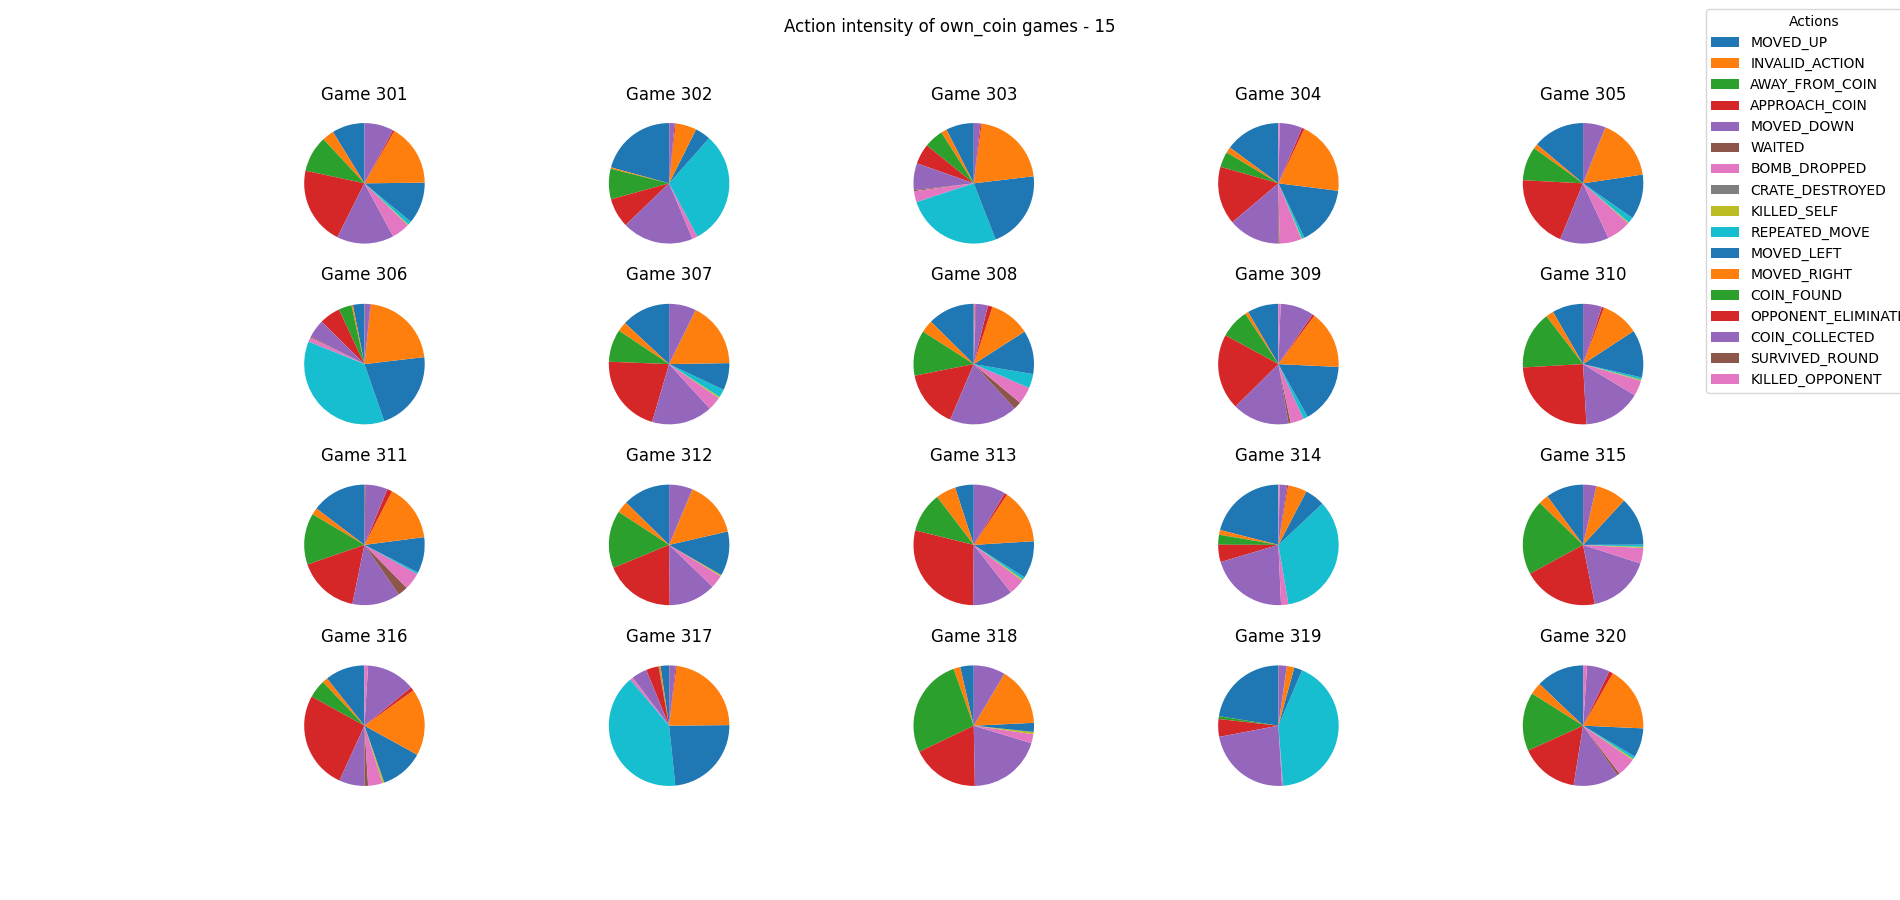 Action intensity of own_coin games - 15
Actions
MOVED_UP
INVALID_ACTION
AWAY_FROM_COIN
APPROACH_COIN
MOVED_DOWN
WAITED
BOMB_DROPPED
CRATE_DESTROYED
KILLED_SELF
REPEATED_MOVE
MOVED_LEFT
MOVED_RIGHT
COIN_FOUND
OPPONENT_ELIMINATI
COIN_COLLECTED
SURVIVED_ROUND
KILLED_OPPONENT
Game 301
Game 302
Game 303
Game 304
Game 305
Game 306
Game 307
Game 308
Game 309
Game 310
Game 311
Game 312
Game 313
Game 314
Game 315
Game 316
Game 317
Game 318
Game 319
Game 320